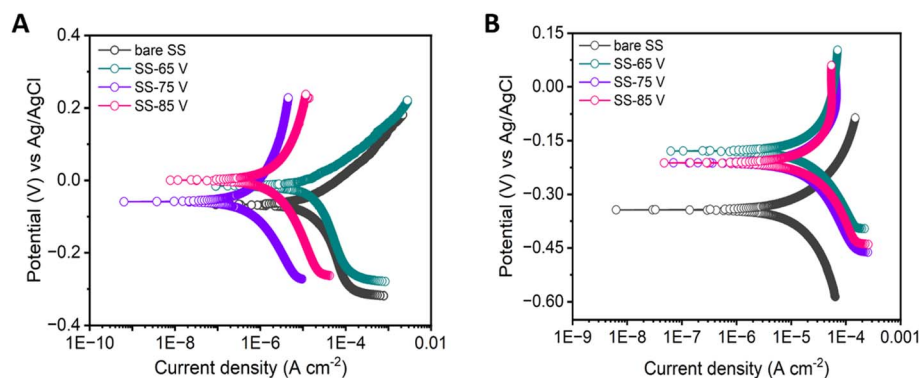 A
0.4
0.2
0.0
−0.2
−0.4
Potential (V) vs Ag/AgCl
bare SS
SS-65 V
SS-75 V
SS-85 V
1E−10
1E−8
1E−6
1E−4
0.01
Current density (A cm⁻²)
B
0.15
0.00
−0.15
−0.30
−0.45
−0.60
Potential (V) vs Ag/AgCl
bare SS
SS-65 V
SS-75 V
SS-85 V
1E−9
1E−8
1E−7
1E−6
1E−5
1E−4
0.001
Current density (A cm⁻²)